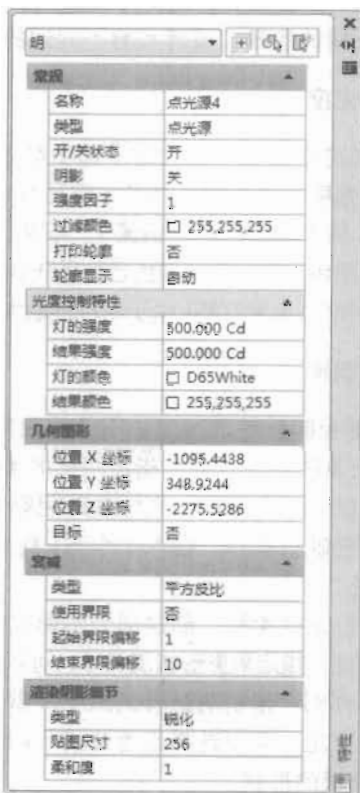 明
常规
名称 点光源4
类型 点光源
开/关状态 开
阴影 关
强度因子 1
过滤颜色 255,255,255
打印轮廓 否
轮廓显示 自动
光度控制特性
灯的强度 500.000 Cd
结果强度 500.000 Cd
灯的颜色 D65White
结果颜色 255,255,255
几何图形
位置 X 坐标 -1095.4438
位置 Y 坐标 348.9244
位置 Z 坐标 -2275.5286
目标 否
衰减
类型 平方反比
使用界限 否
起始界限偏移 1
结束界限偏移 10
渲染阴影细节
类型 锐化
贴图尺寸 256
柔和度 1
特性